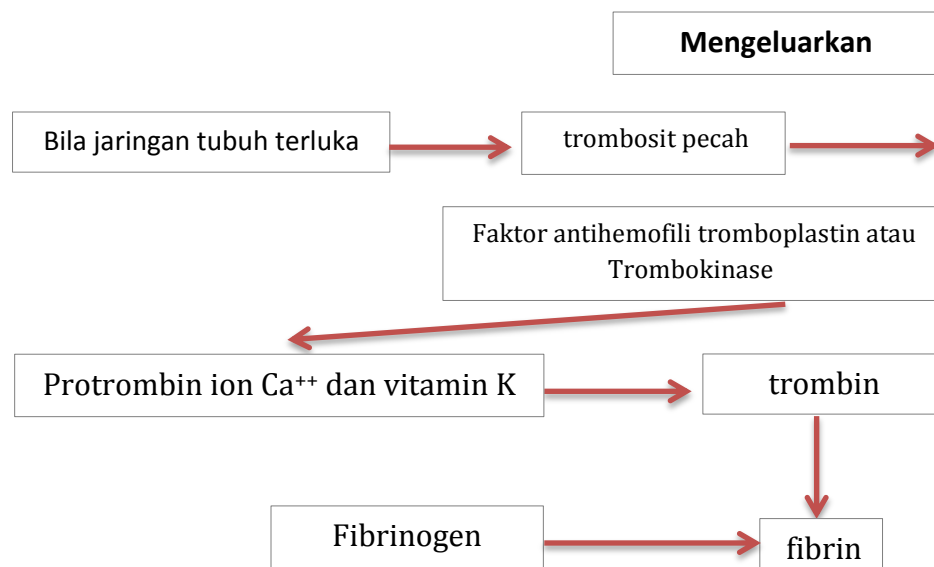 Mengeluarkan
Bila jaringan tubuh terluka
trombosit pecah
Faktor antihemofili tromboplastin atau
Trombokinase
Protrombin ion Ca⁺⁺ dan vitamin K
trombin
Fibrinogen
fibrin